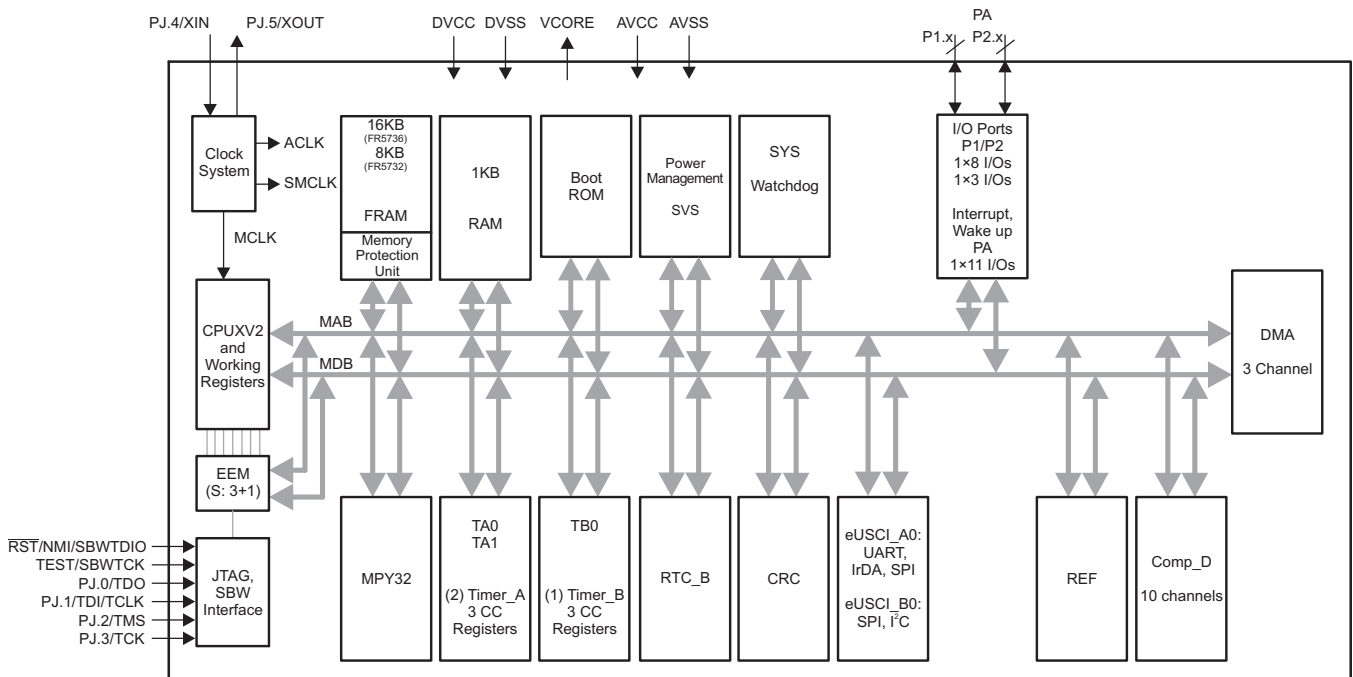 PJ.4/XIN
PJ.5/XOUT
DVCC
DVSS
VCORE
AVCC
AVSS
PA
P1.x
P2.x
Clock
System
ACLK
SMCLK
MCLK
16KB
(FR5736)
8KB
(FR5732)
FRAM
Memory
Protection
Unit
1KB
RAM
Boot
ROM
Power
Management
SVS
SYS
Watchdog
I/O Ports
P1/P2
1×8 I/Os
1×3 I/Os
Interrupt,
Wake up
PA
1×11 I/Os
CPUXV2
and
Working
Registers
MAB
MDB
DMA
3 Channel
EEM
(S: 3+1)
RST/NMI/SBWTDIO
TEST/SBWTCK
PJ.0/TDO
PJ.1/TDI/TCLK
PJ.2/TMS
PJ.3/TCK
JTAG,
SBW
Interface
MPY32
TA0
TA1
(2) Timer_A
3 CC
Registers
TB0
(1) Timer_B
3 CC
Registers
RTC_B
CRC
eUSCI_A0:
UART,
IrDA, SPI
eUSCI_B0:
SPI, I²C
REF
Comp_D
10 channels